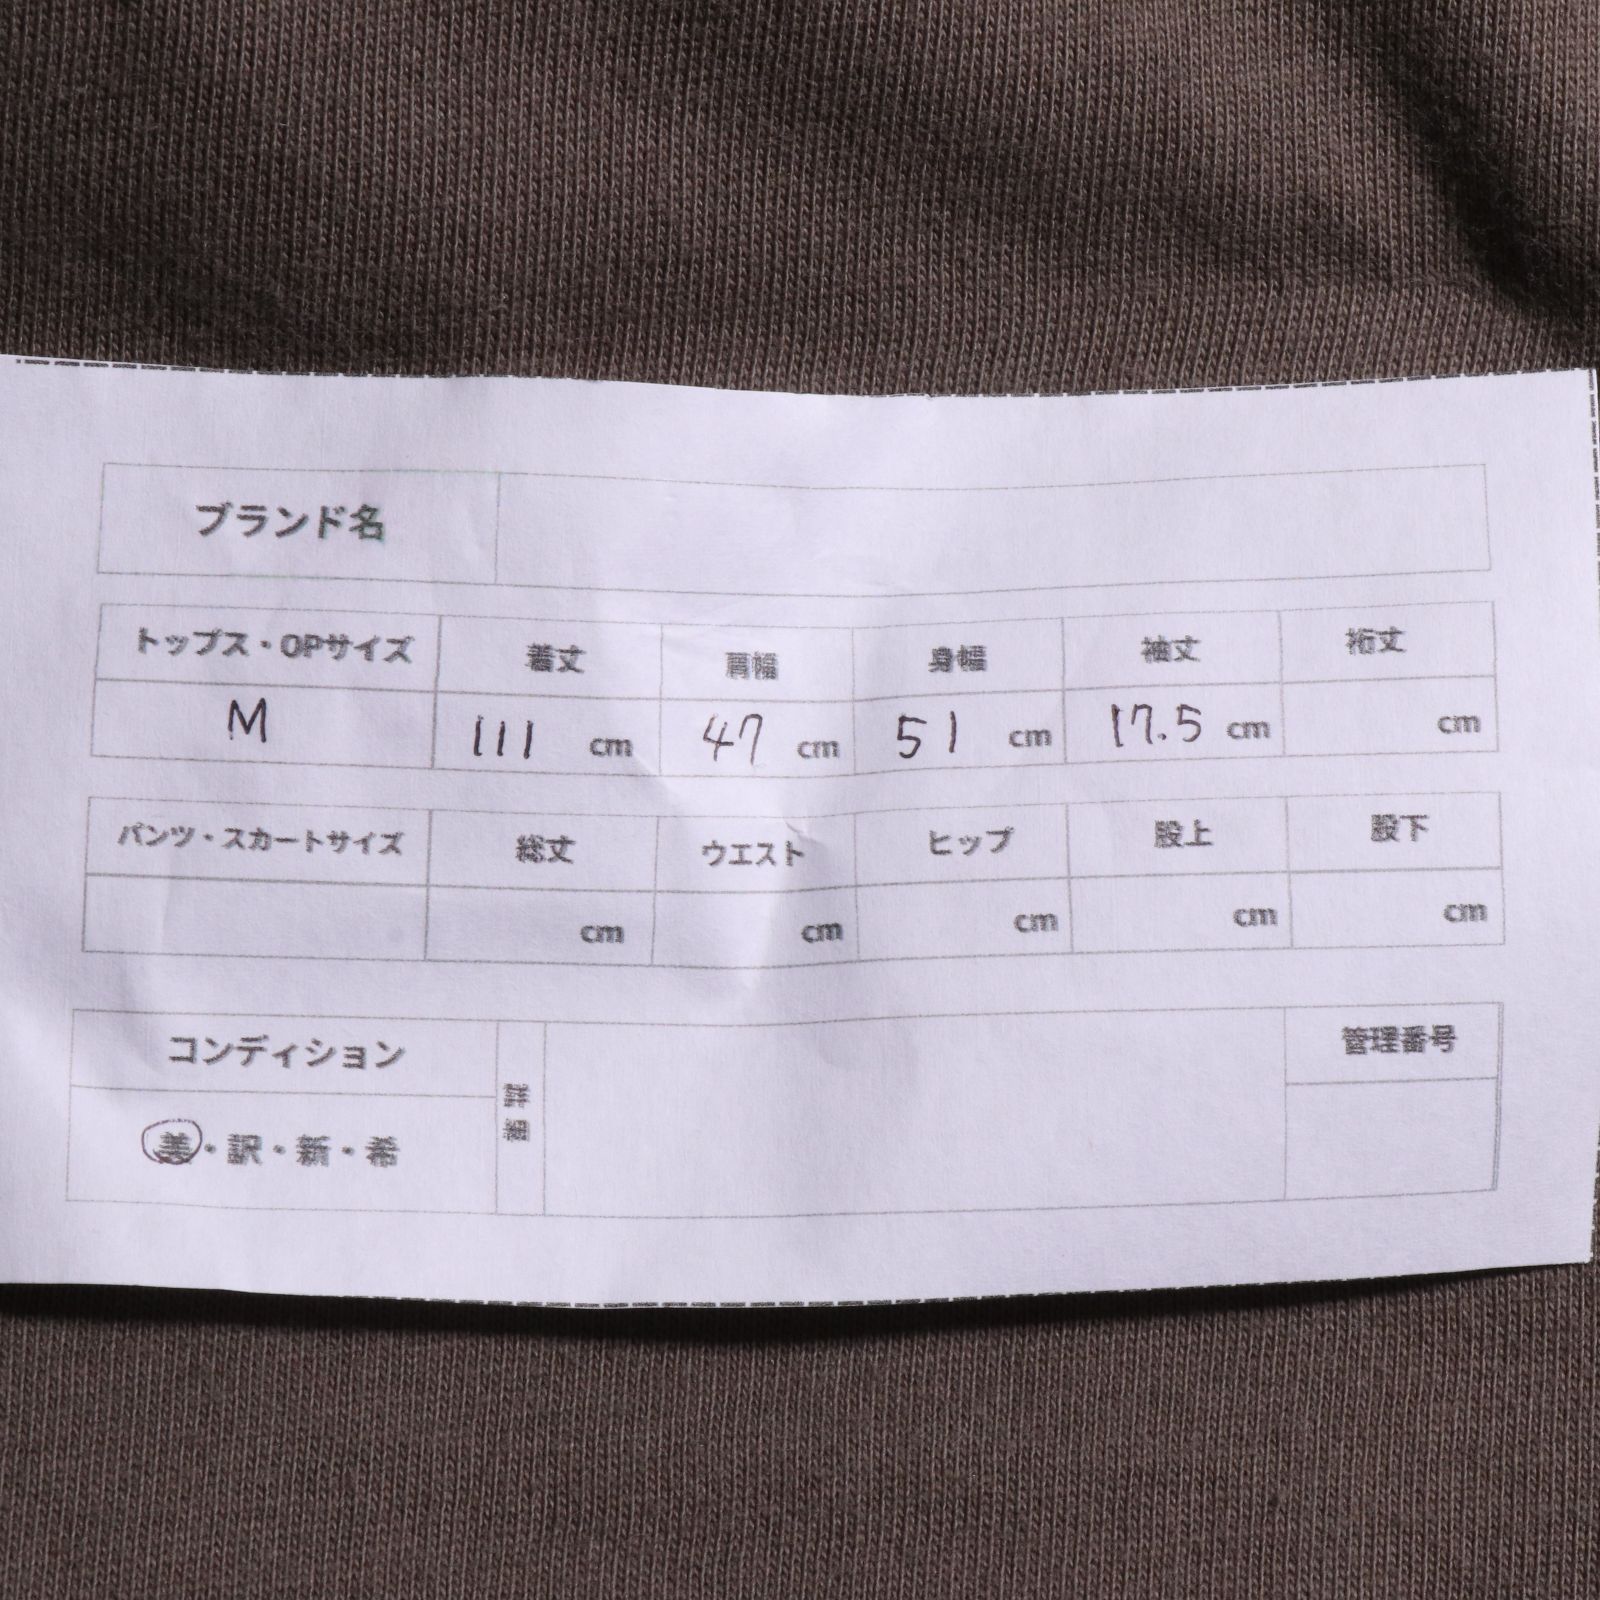 ブランド名
トップス・OPサイズ 着丈 肩幅 身幅 袖丈 裄丈
M 111 cm 47 cm 51 cm 17.5 cm cm
パンツ・スカートサイズ 総丈 ウエスト ヒップ 股上 股下
cm cm cm cm cm
コンディション 詳細 管理番号
美・訳・新・希